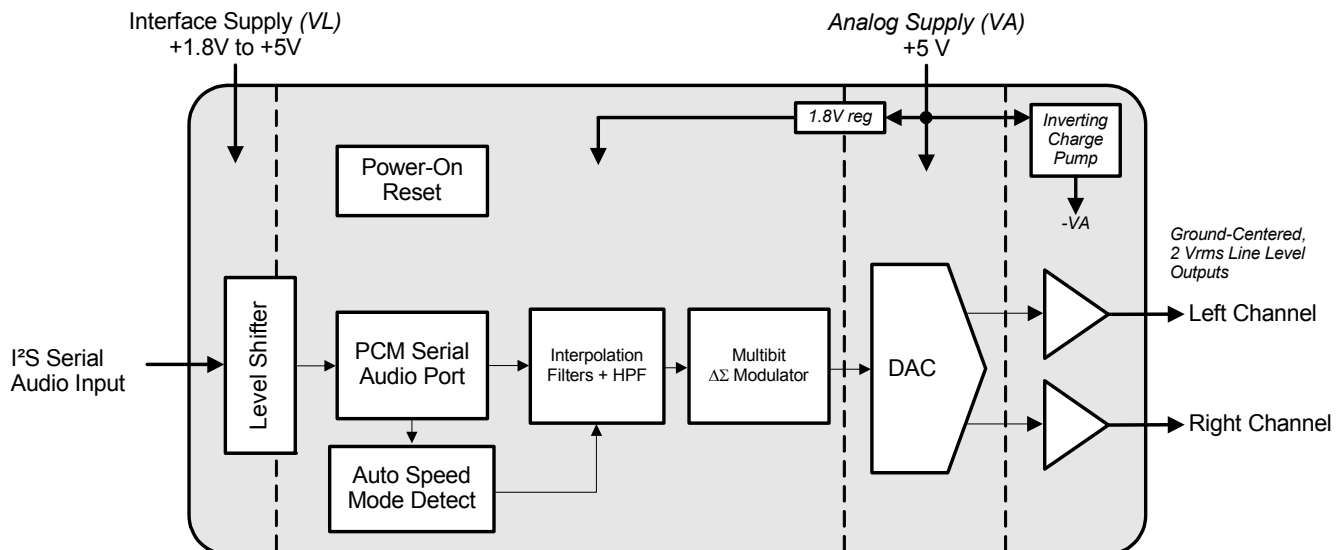 Interface Supply (VL)
+1.8V to +5V
Analog Supply (VA)
+5 V
1.8V reg
Inverting
Charge
Pump
-VA
Power-On
Reset
Ground-Centered,
2 Vrms Line Level
Outputs
I²S Serial
Audio Input
Level Shifter
PCM Serial
Audio Port
Interpolation
Filters + HPF
Multibit
ΔΣ Modulator
DAC
Left Channel
Right Channel
Auto Speed
Mode Detect